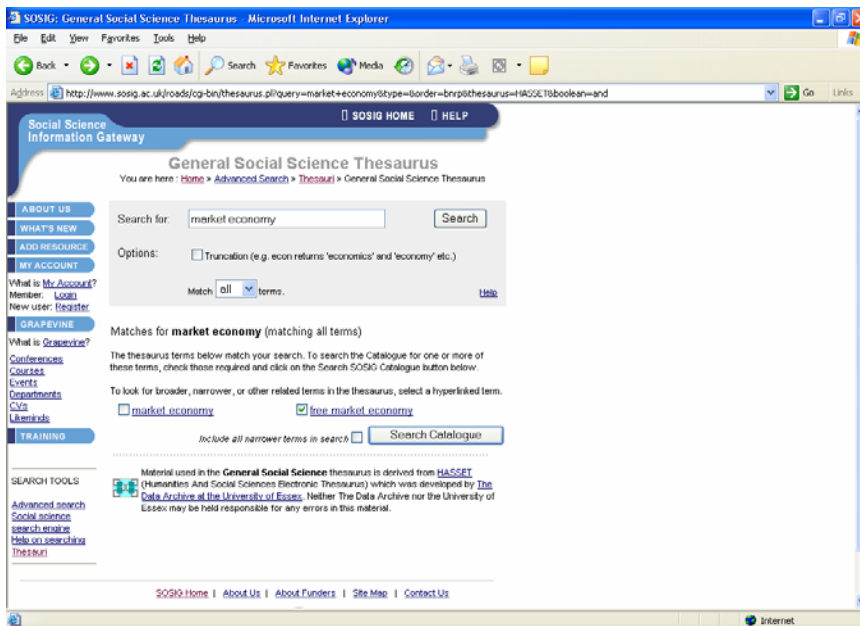 SOSIG: General Social Science Thesaurus - Microsoft Internet Explorer
File Edit View Favorites Tools Help
Back Search Favorites Media
Address http://www.sosig.ac.uk/roads/cgi-bin/thesaurus.pl?query=market+economy&type=&order=bnrp&thesaurus=HASSET&boolean=and Go Links
SOSIG HOME HELP
Social Science
Information Gateway
General Social Science Thesaurus
You are here : Home > Advanced Search > Thesauri > General Social Science Thesaurus
ABOUT US
WHAT'S NEW
ADD RESOURCE
MY ACCOUNT
What is My Account?
Member: Login
New user: Register
GRAPEVINE
What is Grapevine?
Conferences
Courses
Events
Departments
CVs
Likeminds
TRAINING
SEARCH TOOLS
Advanced search
Social science
search engine
Help on searching
Thesauri
Search for: market economy Search
Options: Truncation (e.g. econ returns 'economics' and 'economy' etc.)
Match all terms. Help
Matches for market economy (matching all terms)
The thesaurus terms below match your search. To search the Catalogue for one or more of
these terms, check those required and click on the Search SOSIG Catalogue button below.
To look for broader, narrower, or other related terms in the thesaurus, select a hyperlinked term.
market economy free market economy
Include all narrower terms in search Search Catalogue
Material used in the General Social Science thesaurus is derived from HASSET
(Humanities And Social Sciences Electronic Thesaurus) which was developed by The
Data Archive at the University of Essex. Neither The Data Archive nor the University of
Essex may be held responsible for any errors in this material.
SOSIG Home | About Us | About Funders | Site Map | Contact Us
Internet